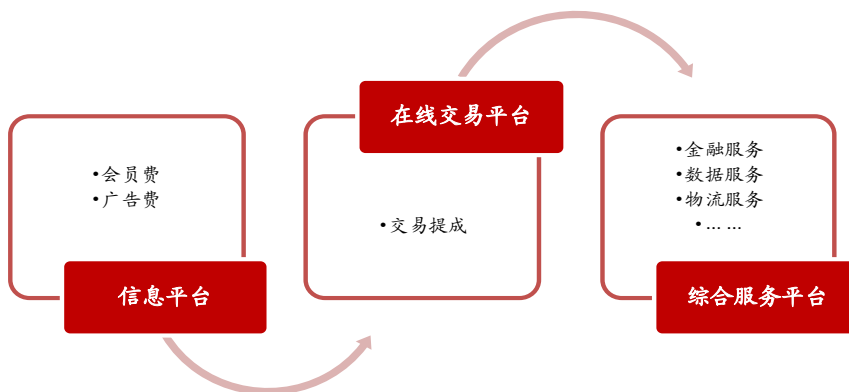 •会员费
•广告费
信息平台
在线交易平台
•交易提成
•金融服务
•数据服务
•物流服务
•... ...
综合服务平台